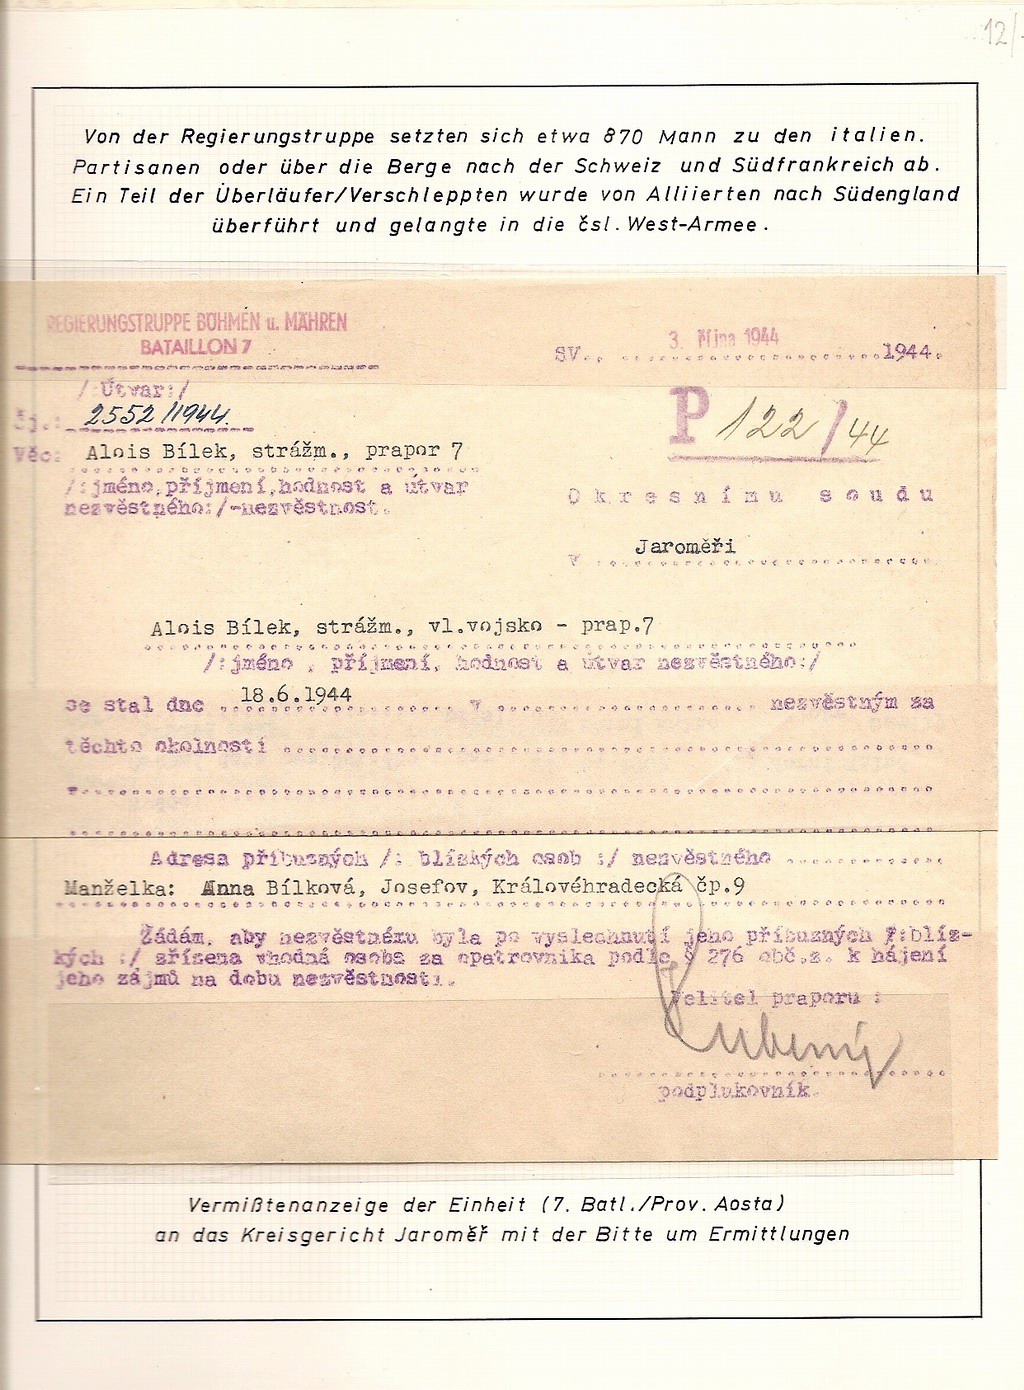 12/-
Von der Regierungstruppe setzten sich etwa 870 Mann zu den italien.
Partisanen oder über die Berge nach der Schweiz und Südfrankreich ab.
Ein Teil der Überläufer/Verschleppten wurde von Alliierten nach Südengland
überführt und gelangte in die čsl. West-Armee.
REGIERUNGSTRUPPE BÖHMEN u. MÄHREN
BATAILLON 7
SV., 3. října 1944 1944.
/:Útvar:/
Čj.: 2552/1944.
P 122/44
Věc: Alois Bílek, strážm., prapor 7
/:jméno,příjmení,hodnost a útvar
nezvěstného:/-nezvěstnost.
Okresnímu soudu
v Jaroměři
Alois Bílek, strážm., vl.vojsko - prap.7
/:jméno, příjmení, hodnost a útvar nezvěstného:/
se stal dne 18.6.1944 v nezvěstným za
těchto okolností
Adresa příbuzných /: blízkých osob :/ nezvěstného
Manželka: Anna Bílková, Josefov, Královéhradecká čp.9
Žádám, aby nezvěstnému byla po vyslechnutí jeho příbuzných /:blíz-
kých :/ zřízena vhodná osoba za opatrovníka podle § 276 obč.z. k hájení
jeho zájmů na dobu nezvěstnosti.
Velitel praporu :
podplukovník.
Vermißtenanzeige der Einheit (7. Batl./Prov. Aosta)
an das Kreisgericht Jaroměř mit der Bitte um Ermittlungen